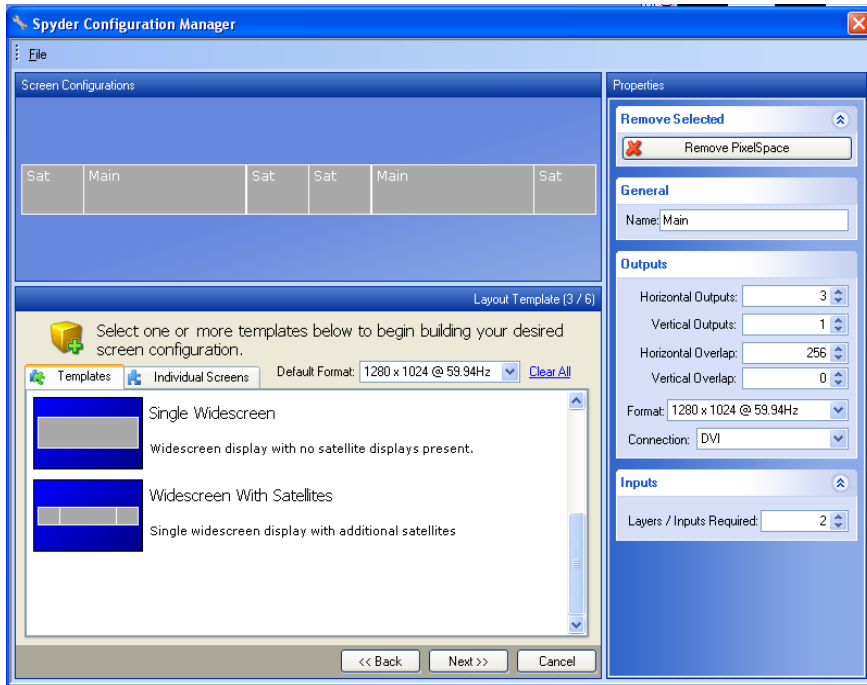 Spyder Configuration Manager
File
Screen Configurations
Sat Main Sat Sat Main Sat
Layout Template (3 / 6)
Select one or more templates below to begin building your desired
screen configuration.
Templates Individual Screens Default Format: 1280 x 1024 @ 59.94Hz Clear All
Single Widescreen
Widescreen display with no satellite displays present.
Widescreen With Satellites
Single widescreen display with additional satellites
<< Back Next >> Cancel
Properties
Remove Selected
Remove PixelSpace
General
Name: Main
Outputs
Horizontal Outputs: 3
Vertical Outputs: 1
Horizontal Overlap: 256
Vertical Overlap: 0
Format: 1280 x 1024 @ 59.94Hz
Connection: DVI
Inputs
Layers / Inputs Required: 2